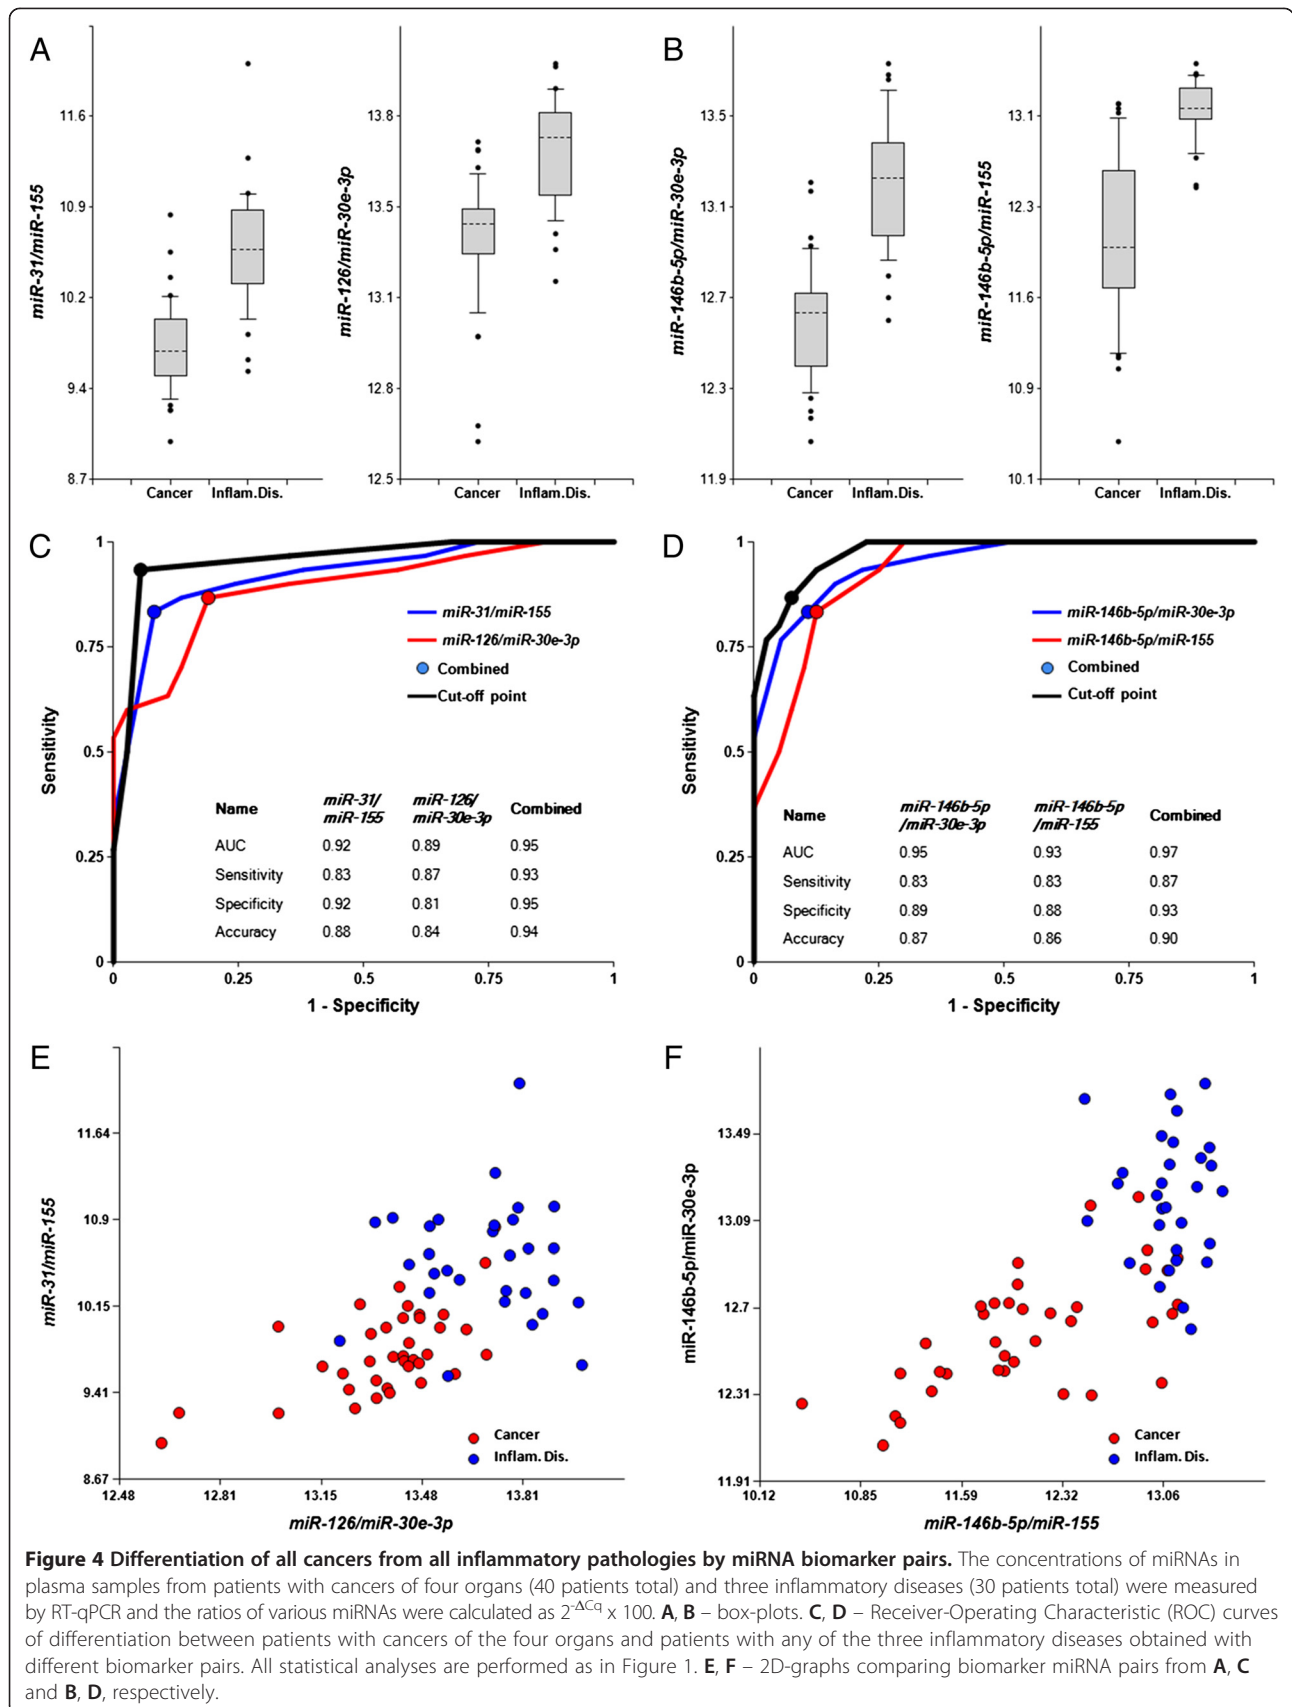 A
miR-31/miR-155
11.6
10.9
10.2
9.4
8.7
Cancer Inflam.Dis.
miR-126/miR-30e-3p
13.8
13.5
13.1
12.8
12.5
Cancer Inflam.Dis.
B
miR-146b-5p/miR-30e-3p
13.5
13.1
12.7
12.3
11.9
Cancer Inflam.Dis.
miR-146b-5p/miR-155
13.1
12.3
11.6
10.9
10.1
Cancer Inflam.Dis.
C
Sensitivity
1
0.75
0.5
0.25
0
miR-31/miR-155
miR-126/miR-30e-3p
Combined
Cut-off point
Name miR-31/miR-155 miR-126/miR-30e-3p Combined
AUC 0.92 0.89 0.95
Sensitivity 0.83 0.87 0.93
Specificity 0.92 0.81 0.95
Accuracy 0.88 0.84 0.94
0 0.25 0.5 0.75 1
1 - Specificity
D
Sensitivity
1
0.75
0.5
0.25
0
miR-146b-5p/miR-30e-3p
miR-146b-5p/miR-155
Combined
Cut-off point
Name miR-146b-5p/miR-30e-3p miR-146b-5p/miR-155 Combined
AUC 0.95 0.93 0.97
Sensitivity 0.83 0.83 0.87
Specificity 0.89 0.88 0.93
Accuracy 0.87 0.86 0.90
0 0.25 0.5 0.75 1
1 - Specificity
E
miR-31/miR-155
11.64
10.9
10.15
9.41
8.67
Cancer
Inflam. Dis.
12.48 12.81 13.15 13.48 13.81
miR-126/miR-30e-3p
F
miR-146b-5p/miR-30e-3p
13.49
13.09
12.7
12.31
11.91
Cancer
Inflam. Dis.
10.12 10.85 11.59 12.32 13.06
miR-146b-5p/miR-155
Figure 4 Differentiation of all cancers from all inflammatory pathologies by miRNA biomarker pairs. The concentrations of miRNAs in
plasma samples from patients with cancers of four organs (40 patients total) and three inflammatory diseases (30 patients total) were measured
by RT-qPCR and the ratios of various miRNAs were calculated as 2-ΔCq x 100. A, B – box-plots. C, D – Receiver-Operating Characteristic (ROC) curves
of differentiation between patients with cancers of the four organs and patients with any of the three inflammatory diseases obtained with
different biomarker pairs. All statistical analyses are performed as in Figure 1. E, F – 2D-graphs comparing biomarker miRNA pairs from A, C
and B, D, respectively.